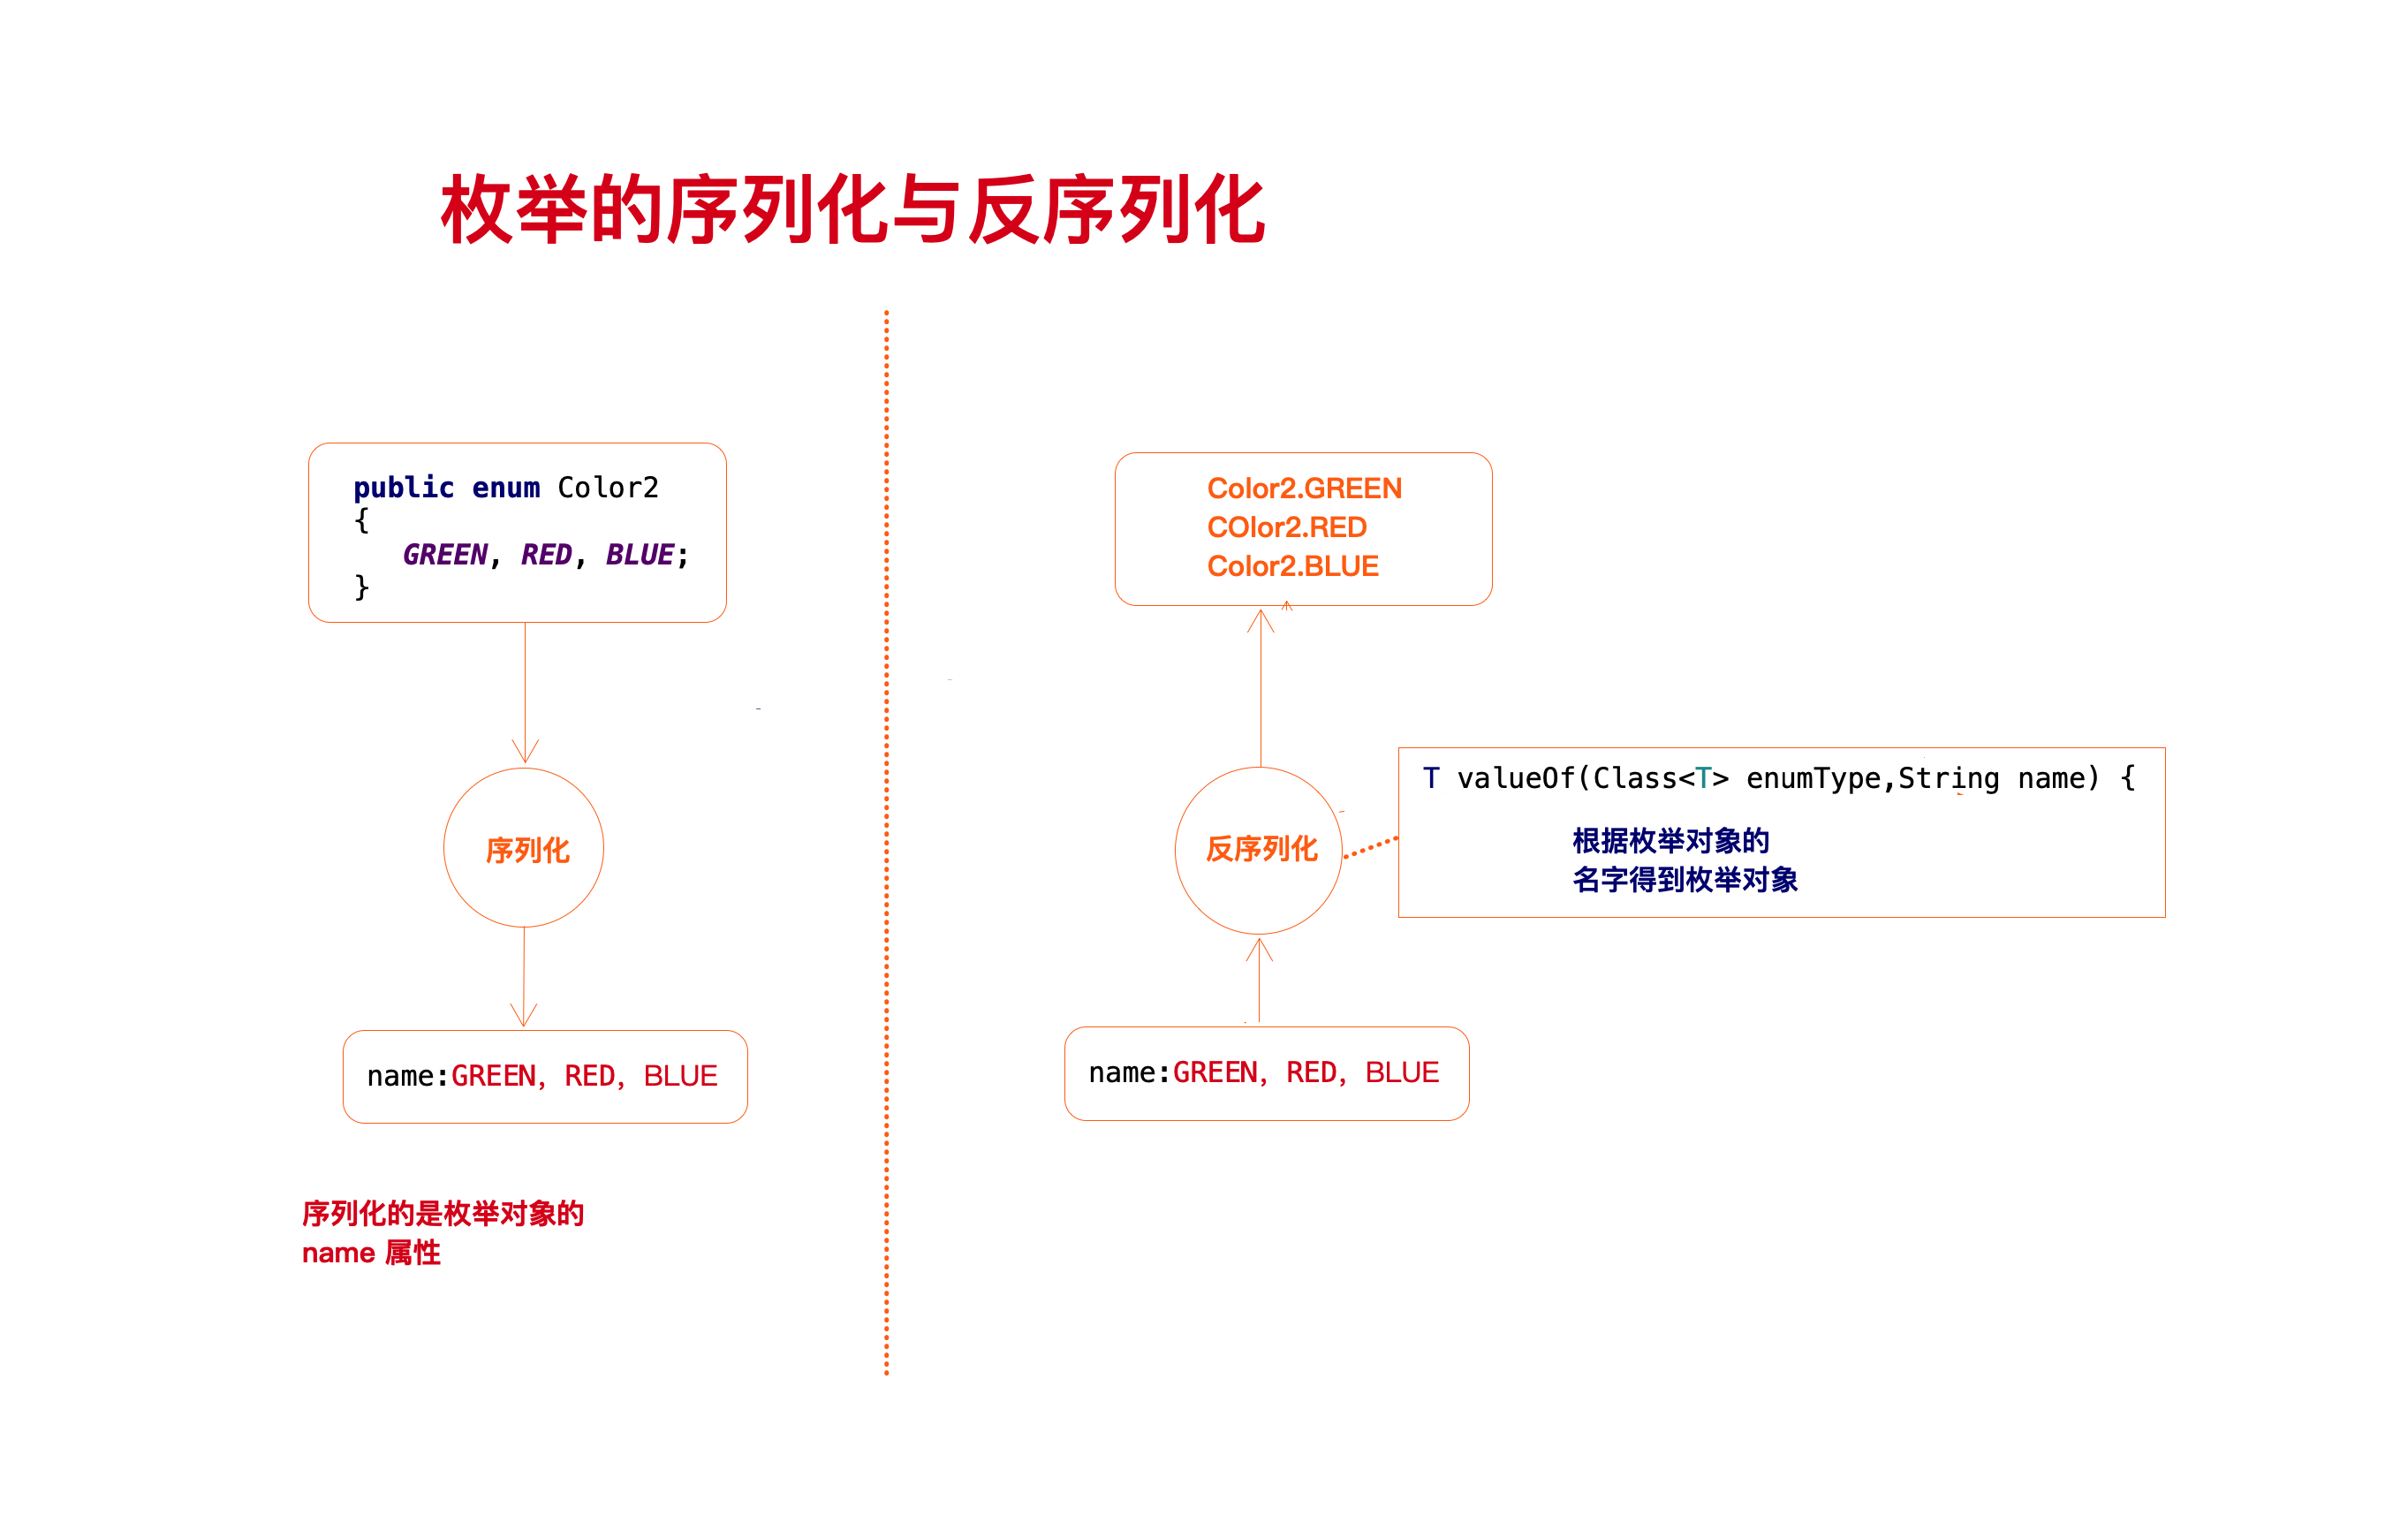 枚举的序列化与反序列化
public enum Color2
{
GREEN, RED, BLUE;
}
序列化
name:GREEN, RED, BLUE
序列化的是枚举对象的
name 属性
Color2.GREEN
COlor2.RED
Color2.BLUE
反序列化
T valueOf(Class<T> enumType,String name) {
根据枚举对象的
名字得到枚举对象
name:GREEN, RED, BLUE